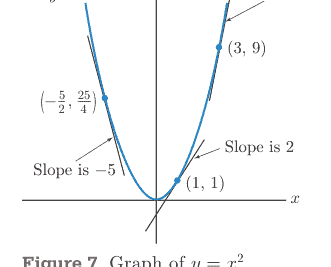 (3, 9)
(−5/2, 25/4)
Slope is 2
Slope is −5
(1, 1)
x
Figure 7 Graph of y = x²